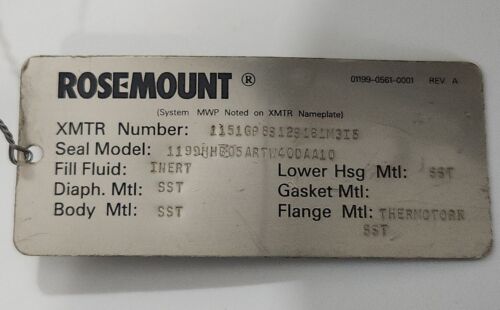 ROSEMOUNT ® 01199-0561-0001 REV A
(System MWP Noted on XMTR Nameplate)
XMTR Number: 1151GP8S12S181M3I5
Seal Model:
Fill Fluid: INERT Lower Hsg Mtl: SST
Diaph. Mtl: SST Gasket Mtl:
Body Mtl: SST Flange Mtl: THERMOTORR
SST